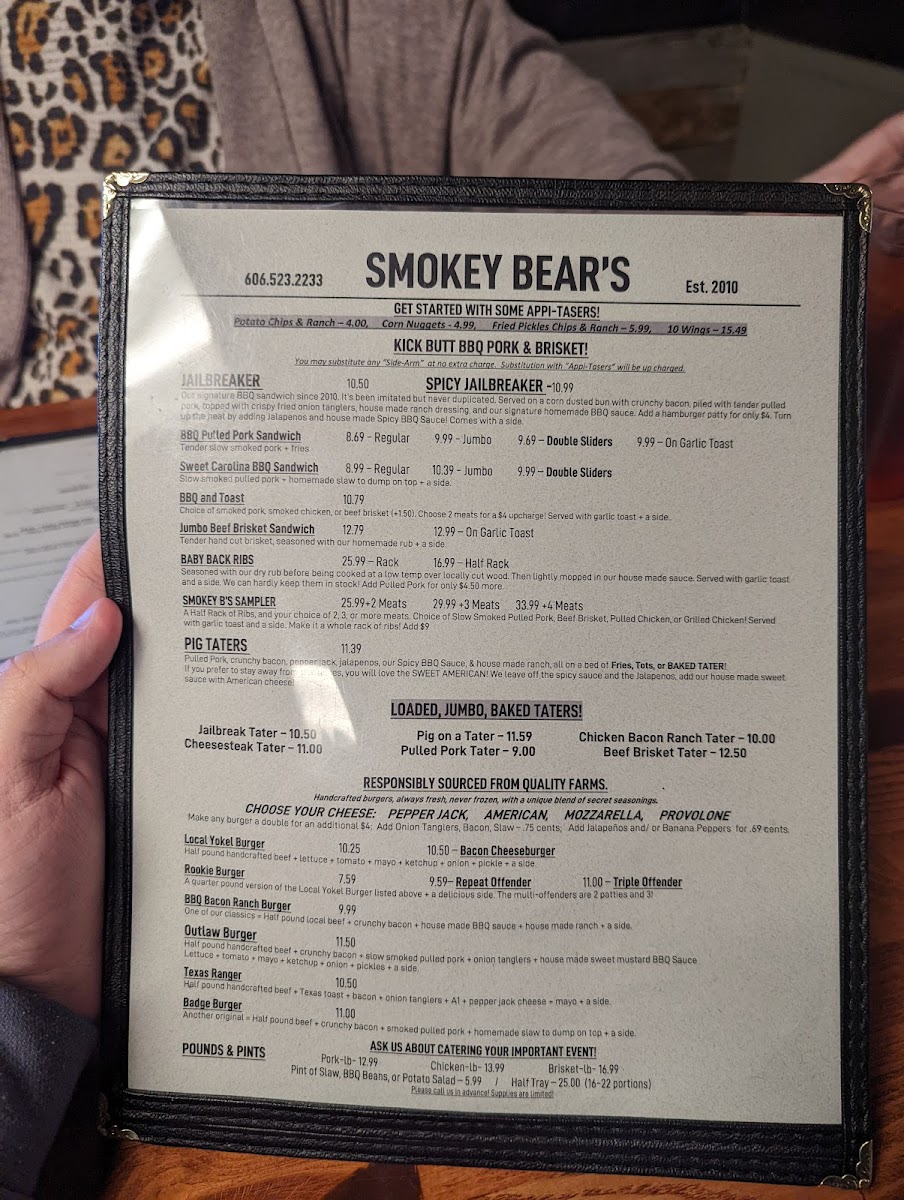 606.523.2233 SMOKEY BEAR'S Est. 2010
GET STARTED WITH SOME APPI-TASERS!
Potato Chips & Ranch – 4.00, Corn Nuggets - 4.99, Fried Pickles Chips & Ranch – 5.99, 10 Wings – 15.49
KICK BUTT BBQ PORK & BRISKET!
You may substitute any "Side-Arm" at no extra charge. Substitution with "Appi-Tasers" will be up charged.
JAILBREAKER 10.50 SPICY JAILBREAKER -10.99
Our signature BBQ sandwich since 2010. It's been imitated but never duplicated. Served on a corn dusted bun with crunchy bacon, piled with tender pulled
pork, topped with crispy fried onion tanglers, house made ranch dressing, and our signature homemade BBQ sauce. Add a hamburger patty for only $4. Turn
up the heat by adding Jalapenos and house made Spicy BBQ Sauce! Comes with a side.
BBQ Pulled Pork Sandwich 8.69 – Regular 9.99 – Jumbo 9.69 – Double Sliders 9.99 – On Garlic Toast
Tender slow smoked pork + fries
Sweet Carolina BBQ Sandwich 8.99 – Regular 10.39 - Jumbo 9.99 – Double Sliders
Slow smoked pulled pork + homemade slaw to dump on top + a side.
BBQ and Toast 10.79
Choice of smoked pork, smoked chicken, or beef brisket (+1.50). Choose 2 meats for a $4 upcharge! Served with garlic toast + a side.
Jumbo Beef Brisket Sandwich 12.79 12.99 – On Garlic Toast
Tender hand cut brisket, seasoned with our homemade rub + a side.
BABY BACK RIBS 25.99 – Rack 16.99 – Half Rack
Seasoned with our dry rub before being cooked at a low temp over locally cut wood. Then lightly mopped in our house made sauce. Served with garlic toast
and a side. We can hardly keep them in stock! Add Pulled Pork for only $4.50 more.
SMOKEY B'S SAMPLER 25.99+2 Meats 29.99 +3 Meats 33.99 +4 Meats
A Half Rack of Ribs, and your choice of 2, 3, or more meats. Choice of Slow Smoked Pulled Pork, Beef Brisket, Pulled Chicken, or Grilled Chicken! Served
with garlic toast and a side. Make it a whole rack of ribs! Add $9
PIG TATERS 11.39
Pulled Pork, crunchy bacon, pepper jack, jalapenos, our Spicy BBQ Sauce, & house made ranch, all on a bed of Fries, Tots, or BAKED TATER!
If you prefer to stay away from you will love the SWEET AMERICAN! We leave off the spicy sauce and the Jalapenos, add our house made sweet
sauce with American cheese!
LOADED, JUMBO, BAKED TATERS!
Jailbreak Tater – 10.50 Pig on a Tater – 11.59 Chicken Bacon Ranch Tater – 10.00
Cheesesteak Tater – 11.00 Pulled Pork Tater – 9.00 Beef Brisket Tater – 12.50
RESPONSIBLY SOURCED FROM QUALITY FARMS.
Handcrafted burgers, always fresh, never frozen, with a unique blend of secret seasonings.
CHOOSE YOUR CHEESE: PEPPER JACK, AMERICAN, MOZZARELLA, PROVOLONE
Make any burger a double for an additional $4; Add Onion Tanglers, Bacon, Slaw – .75 cents; Add Jalapeños and/ or Banana Peppers for .69 cents.
Local Yokel Burger 10.25 10.50 – Bacon Cheeseburger
Half pound handcrafted beef + lettuce + tomato + mayo + ketchup + onion + pickle + a side.
Rookie Burger 7.59 9.59– Repeat Offender 11.00 – Triple Offender
A quarter pound version of the Local Yokel Burger listed above + a delicious side. The multi-offenders are 2 patties and 3!
BBQ Bacon Ranch Burger 9.99
One of our classics = Half pound local beef + crunchy bacon + house made BBQ sauce + house made ranch + a side.
Outlaw Burger 11.50
Half pound handcrafted beef + crunchy bacon + slow smoked pulled pork + onion tanglers + house made sweet mustard BBQ Sauce
Lettuce + tomato + mayo + ketchup + onion + pickles + a side.
Texas Ranger 10.50
Half pound handcrafted beef + Texas toast + bacon + onion tanglers + A1 + pepper jack cheese + mayo + a side.
Badge Burger 11.00
Another original = Half pound beef + crunchy bacon + smoked pulled pork + homemade slaw to dump on top + a side.
POUNDS & PINTS ASK US ABOUT CATERING YOUR IMPORTANT EVENT!
Pork-lb- 12.99 Chicken-lb- 13.99 Brisket-lb- 16.99
Pint of Slaw, BBQ Beans, or Potato Salad – 5.99 / Half Tray – 25.00 (16-22 portions)
Please call us in advance! Supplies are limited!